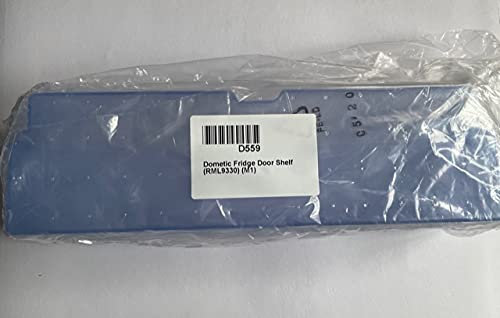 D559
Dometic Fridge Door Shelf
(RML9330) (M1)